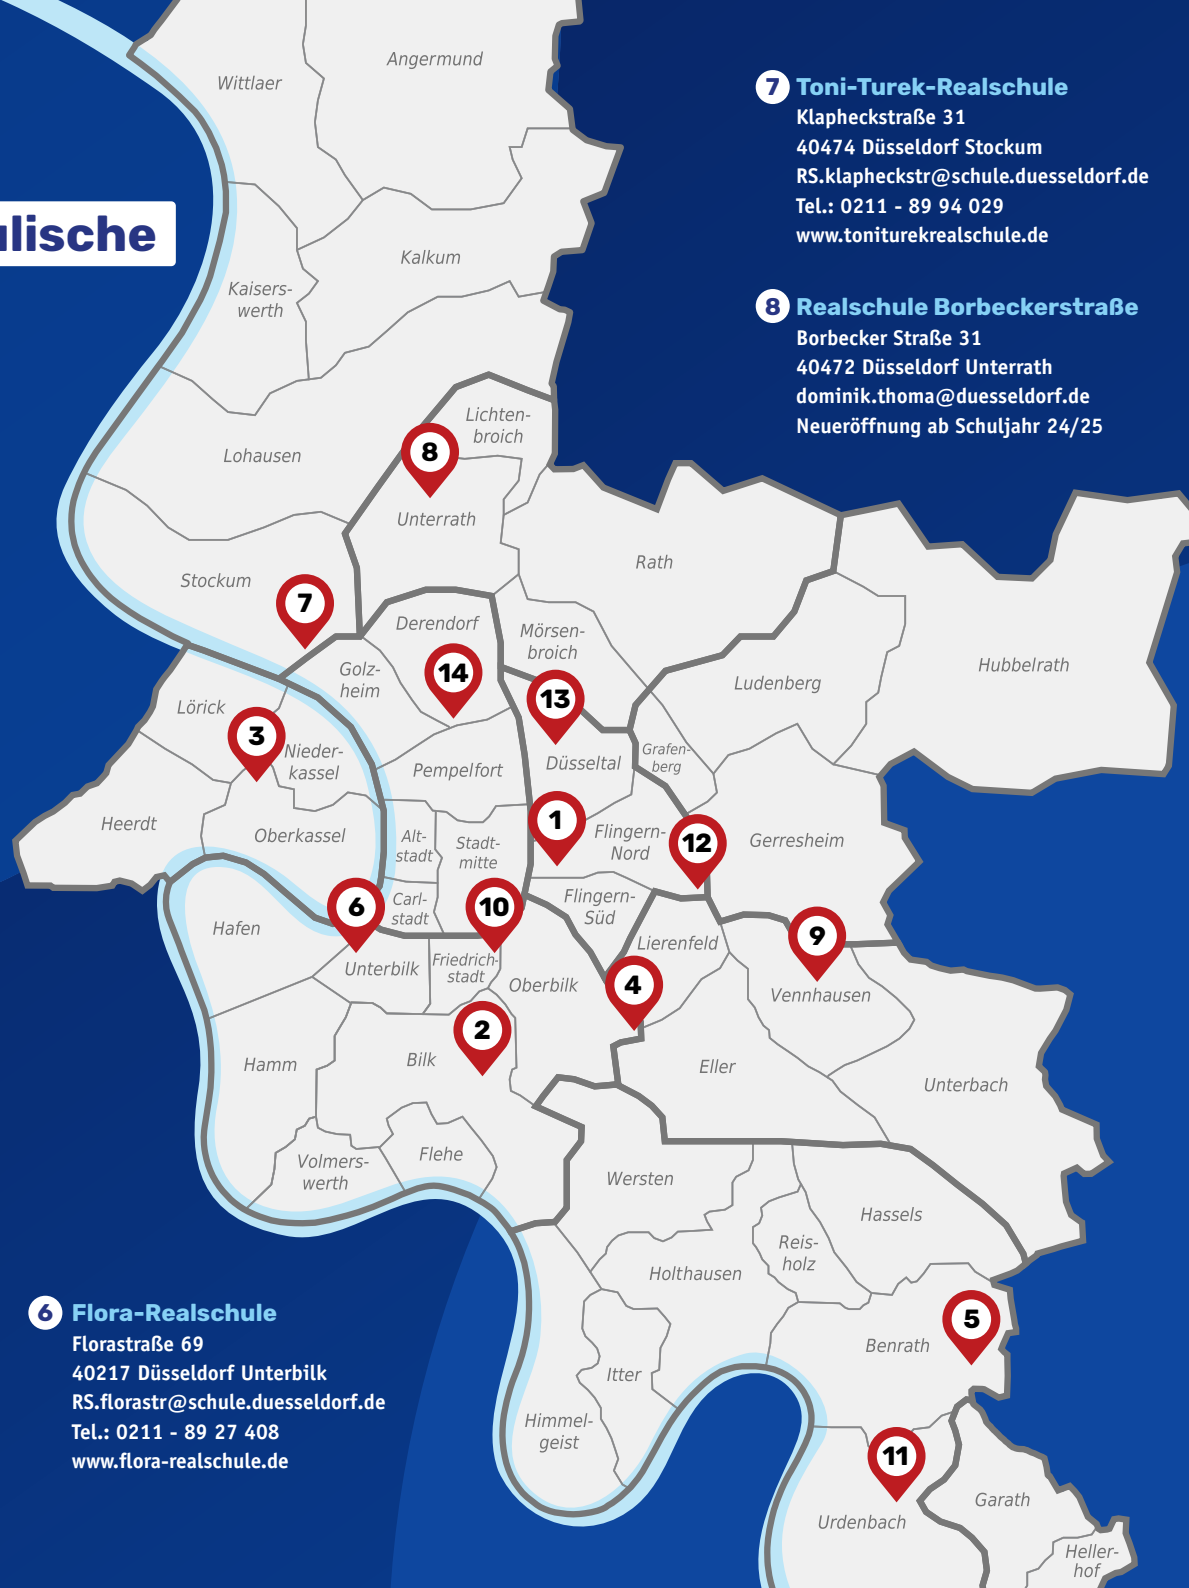 Angermund
Wittlaer
7 Toni-Turek-Realschule
Klapheckstraße 31
40474 Düsseldorf Stockum
RS.klapheckstr@schule.duesseldorf.de
Tel.: 0211 - 89 94 029
www.toniturekrealschule.de
lische
Kalkum
Kaisers-
werth
8 Realschule Borbeckerstraße
Borbecker Straße 31
40472 Düsseldorf Unterrath
dominik.thoma@duesseldorf.de
Neueröffnung ab Schuljahr 24/25
Lichten-
broich
Lohausen
8
Unterrath
Rath
Stockum
7
Derendorf
Mörsen-
broich
Hubbelrath
Golz-
heim
14
Ludenberg
13
Lörick
3
Nieder-
kassel
Pempelfort
Düsseltal
Grafen-
berg
Heerdt
Oberkassel
Alt-
stadt
Stadt-
mitte
1
Flingern-
Nord
12
Gerresheim
6
Carl-
stadt
10
Flingern-
Süd
Hafen
Lierenfeld
9
Unterbilk
Friedrich-
stadt
Oberbilk
4
Vennhausen
2
Hamm
Bilk
Eller
Unterbach
Volmers-
werth
Flehe
Wersten
Hassels
Reis-
holz
Holthausen
6 Flora-Realschule
Florastraße 69
40217 Düsseldorf Unterbilk
RS.florastr@schule.duesseldorf.de
Tel.: 0211 - 89 27 408
www.flora-realschule.de
5
Benrath
Itter
Himmel-
geist
11
Garath
Urdenbach
Heller-
hof